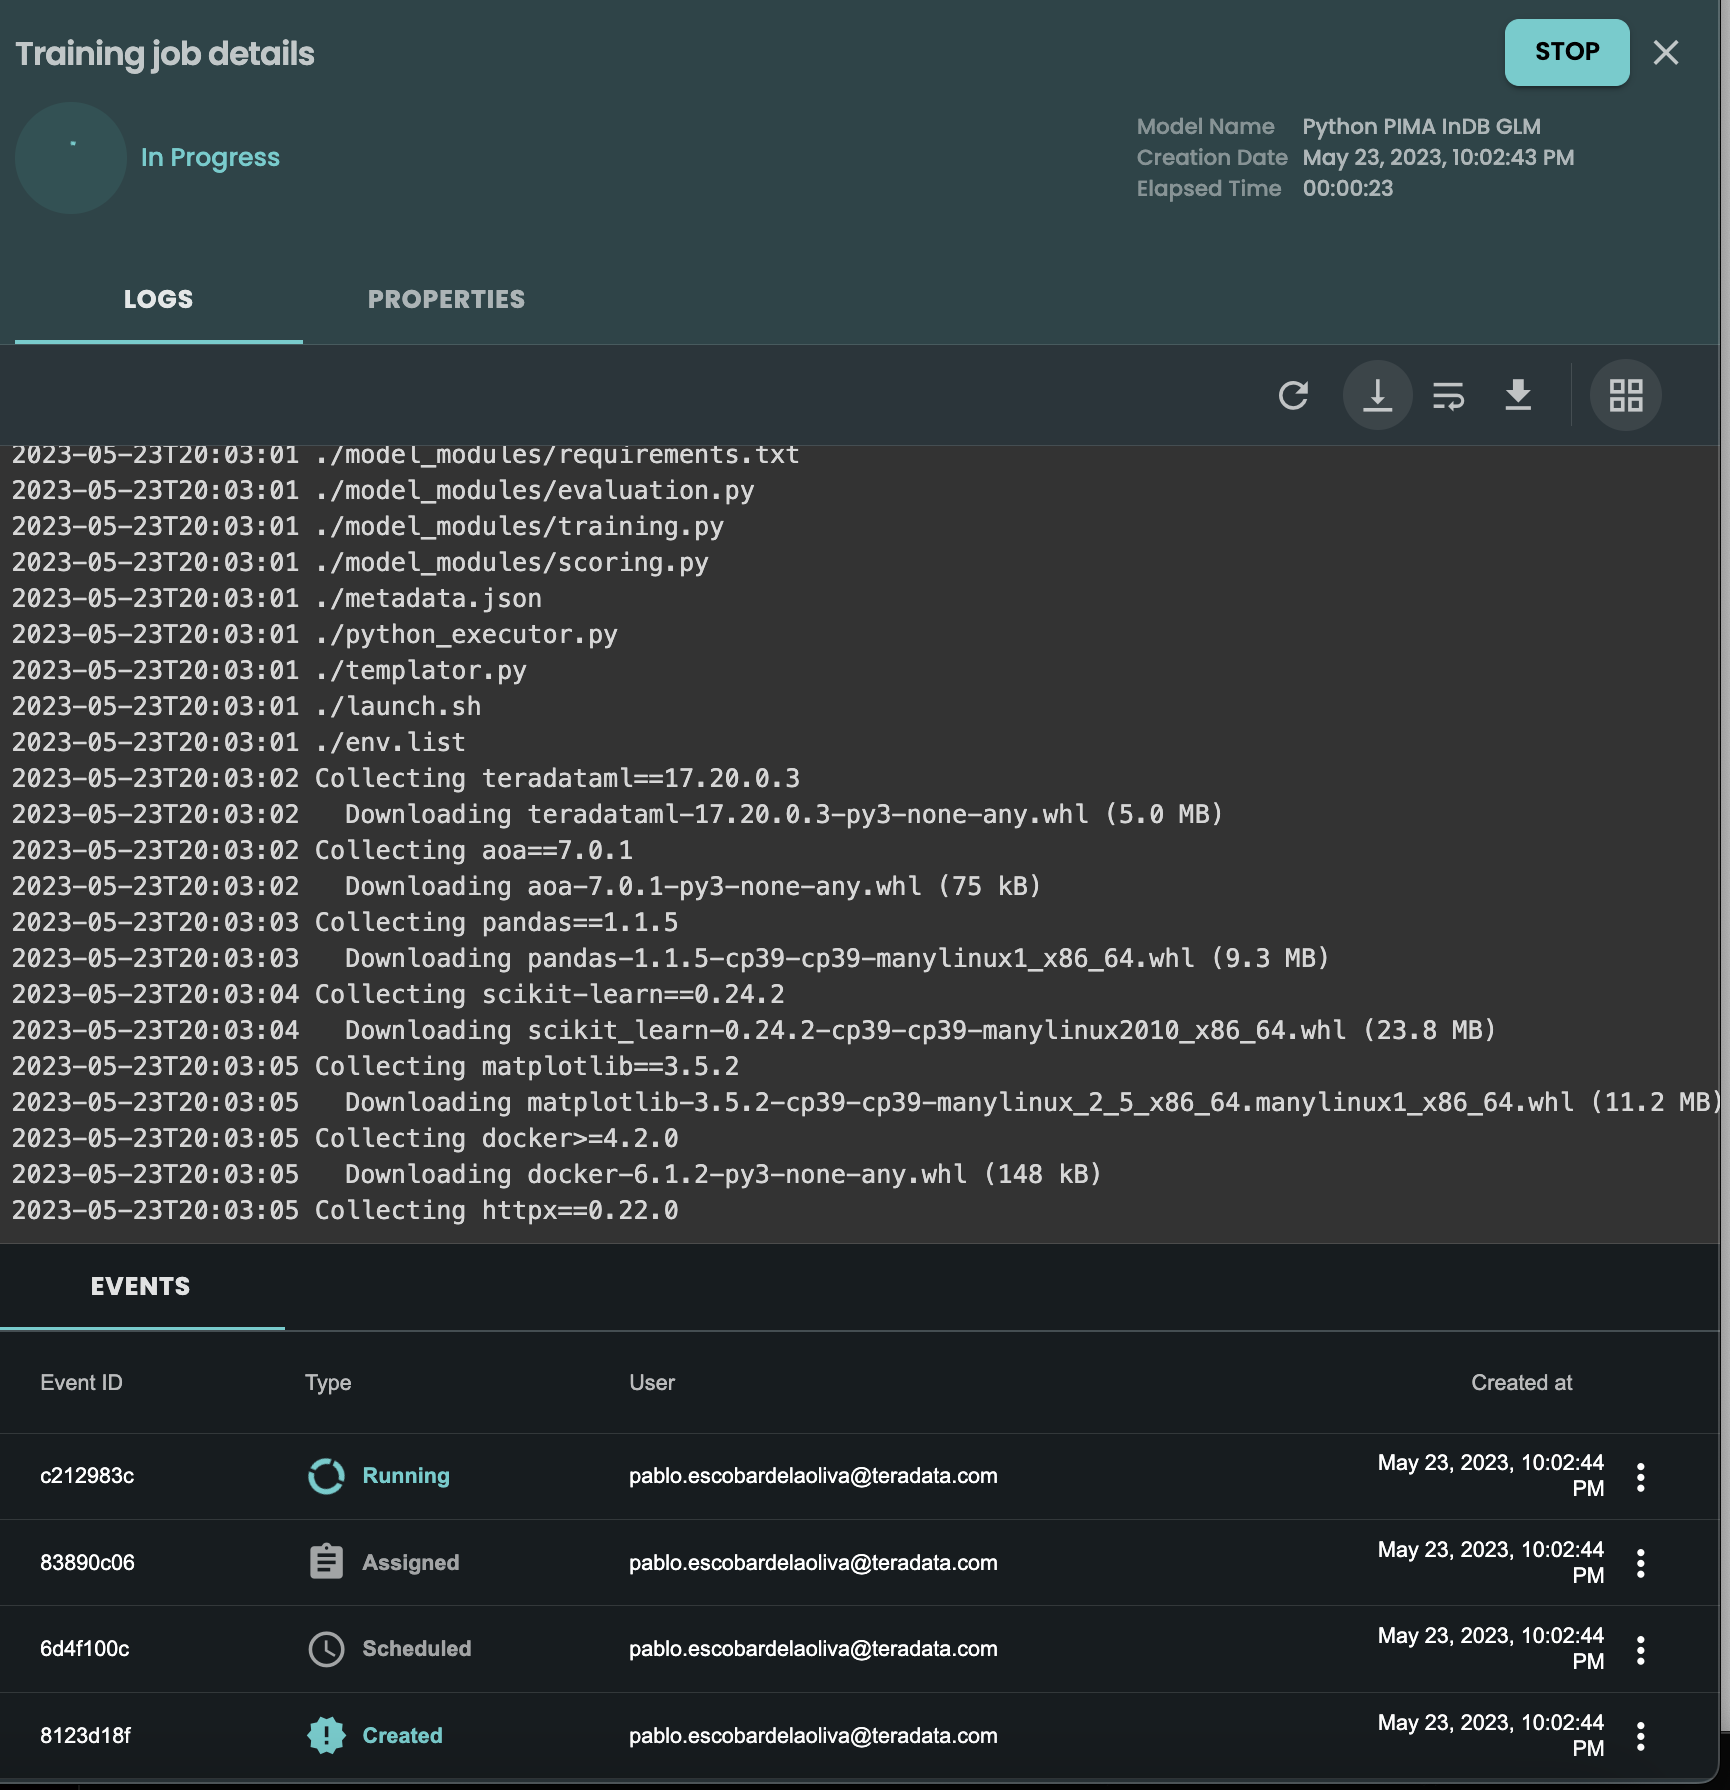 Training job details
STOP
In Progress
Model Name Python PIMA InDB GLM
Creation Date May 23, 2023, 10:02:43 PM
Elapsed Time 00:00:23
LOGS PROPERTIES
2023-05-23T20:03:01 ./model_modules/requirements.txt
2023-05-23T20:03:01 ./model_modules/evaluation.py
2023-05-23T20:03:01 ./model_modules/training.py
2023-05-23T20:03:01 ./model_modules/scoring.py
2023-05-23T20:03:01 ./metadata.json
2023-05-23T20:03:01 ./python_executor.py
2023-05-23T20:03:01 ./templator.py
2023-05-23T20:03:01 ./launch.sh
2023-05-23T20:03:01 ./env.list
2023-05-23T20:03:02 Collecting teradataml==17.20.0.3
2023-05-23T20:03:02   Downloading teradataml-17.20.0.3-py3-none-any.whl (5.0 MB)
2023-05-23T20:03:02 Collecting aoa==7.0.1
2023-05-23T20:03:02   Downloading aoa-7.0.1-py3-none-any.whl (75 kB)
2023-05-23T20:03:03 Collecting pandas==1.1.5
2023-05-23T20:03:03   Downloading pandas-1.1.5-cp39-cp39-manylinux1_x86_64.whl (9.3 MB)
2023-05-23T20:03:04 Collecting scikit-learn==0.24.2
2023-05-23T20:03:04   Downloading scikit_learn-0.24.2-cp39-cp39-manylinux2010_x86_64.whl (23.8 MB)
2023-05-23T20:03:05 Collecting matplotlib==3.5.2
2023-05-23T20:03:05   Downloading matplotlib-3.5.2-cp39-cp39-manylinux_2_5_x86_64.manylinux1_x86_64.whl (11.2 MB)
2023-05-23T20:03:05 Collecting docker>=4.2.0
2023-05-23T20:03:05   Downloading docker-6.1.2-py3-none-any.whl (148 kB)
2023-05-23T20:03:05 Collecting httpx==0.22.0
EVENTS
Event ID Type User Created at
c212983c Running pablo.escobardelaoliva@teradata.com May 23, 2023, 10:02:44
PM
83890c06 Assigned pablo.escobardelaoliva@teradata.com May 23, 2023, 10:02:44
PM
6d4f100c Scheduled pablo.escobardelaoliva@teradata.com May 23, 2023, 10:02:44
PM
8123d18f Created pablo.escobardelaoliva@teradata.com May 23, 2023, 10:02:44
PM